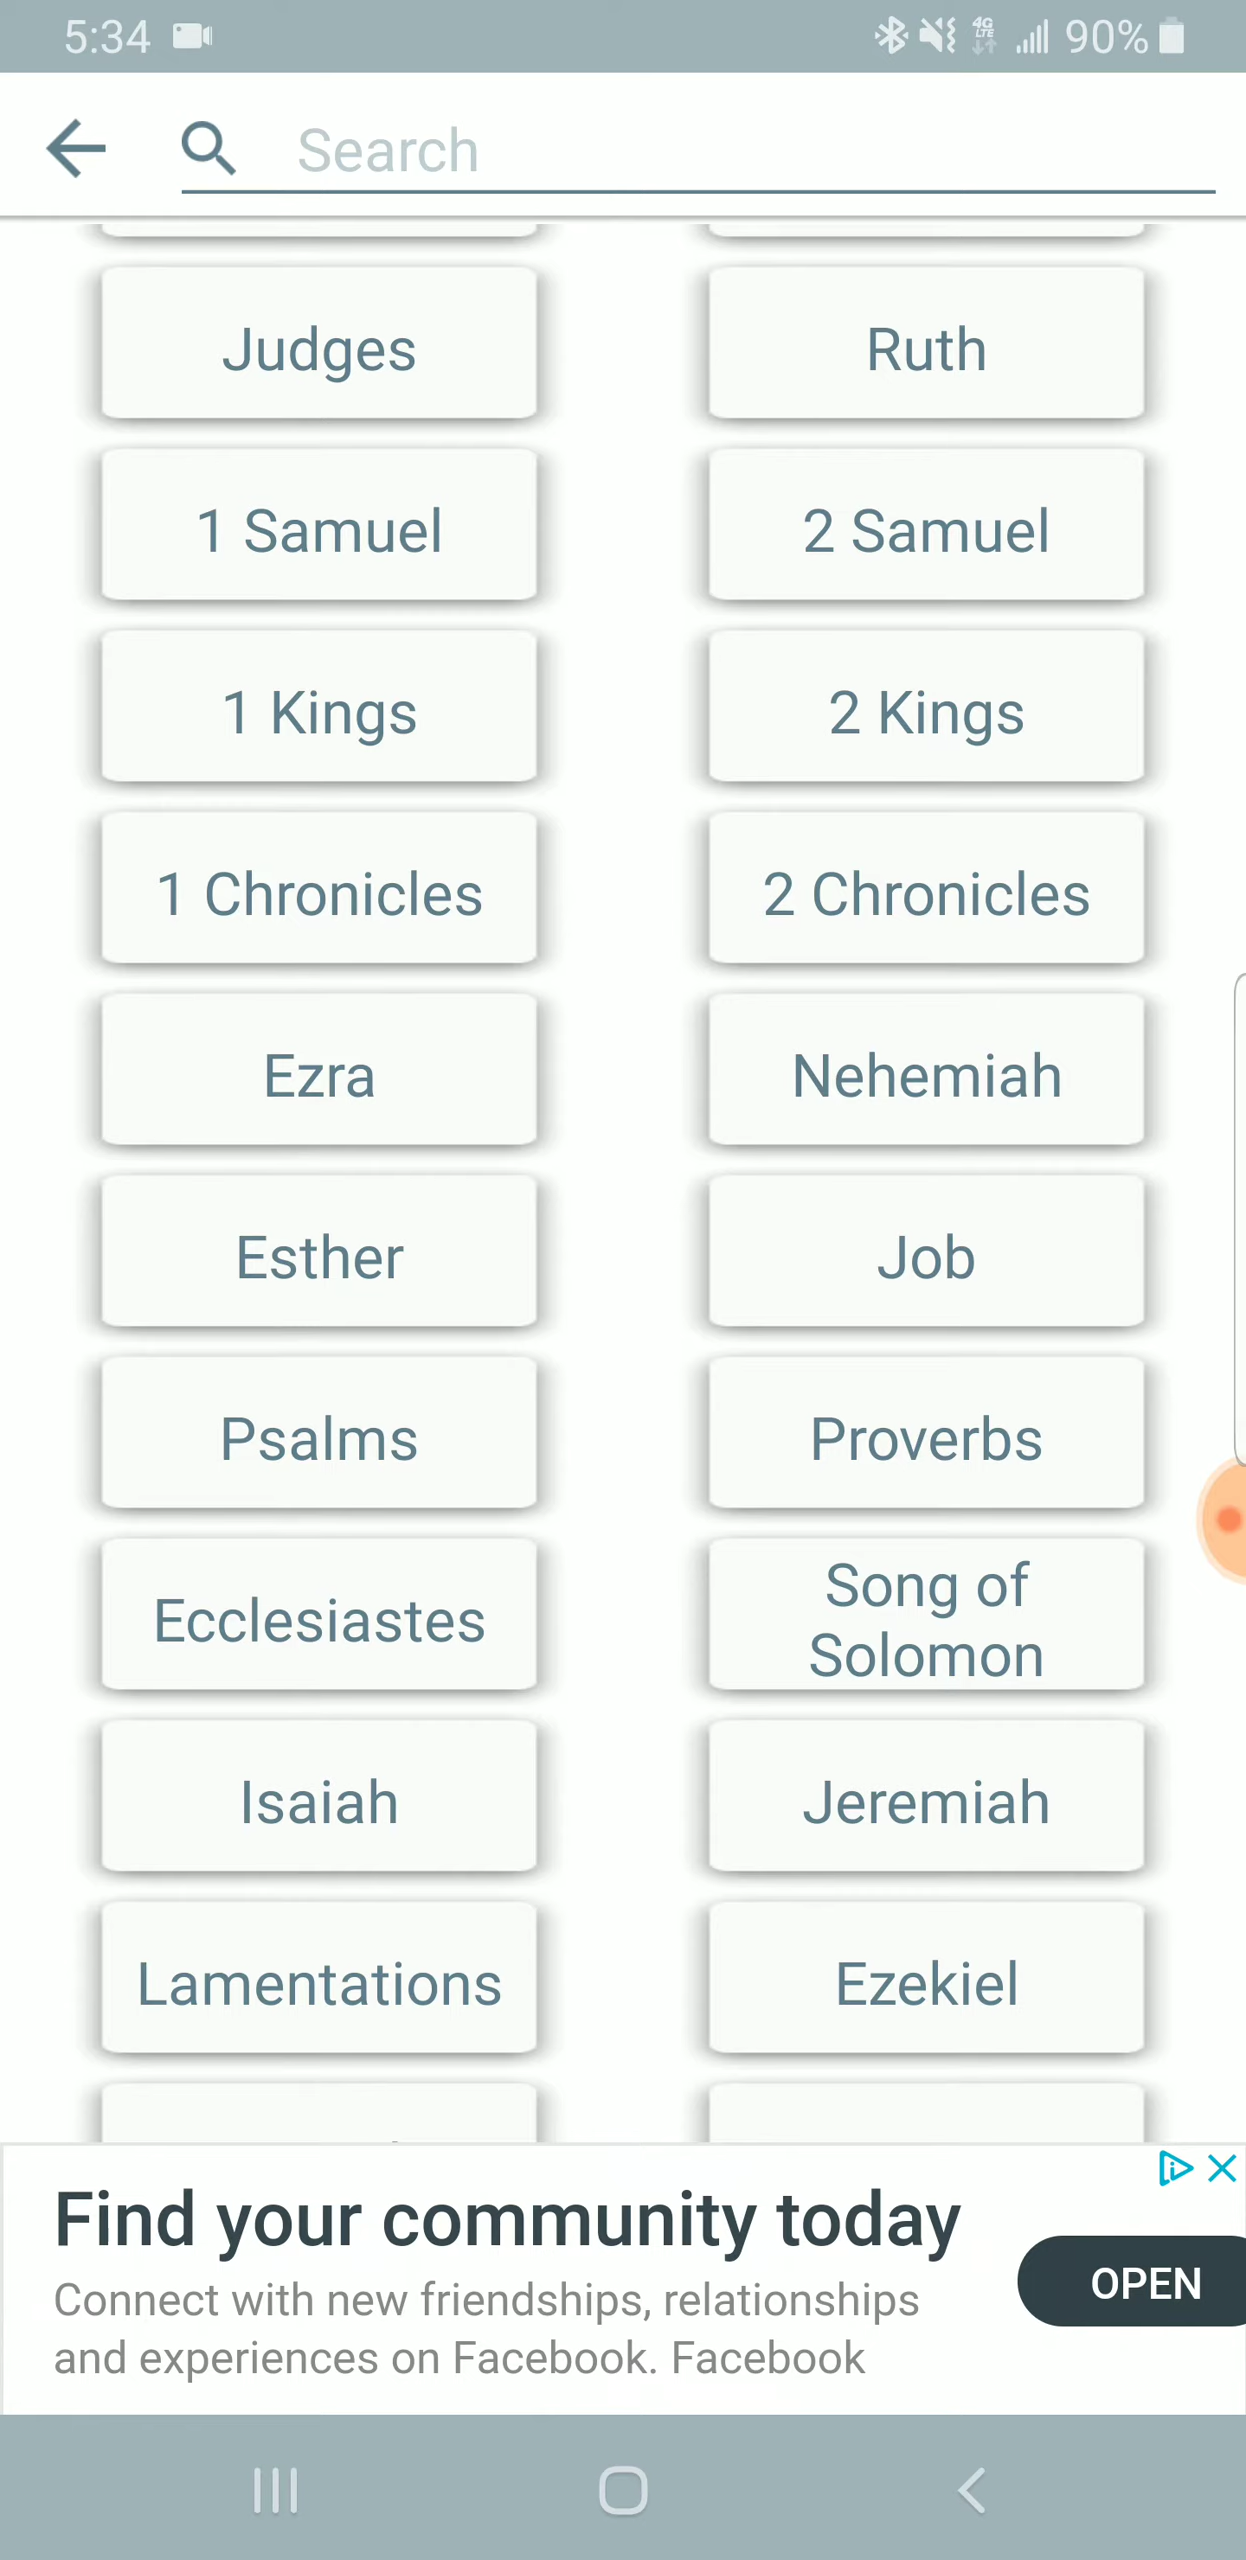 5:34
4G
LTE
90%
Search
Judges
Ruth
1 Samuel
2 Samuel
1 Kings
2 Kings
1 Chronicles
2 Chronicles
Ezra
Nehemiah
Esther
Job
Psalms
Proverbs
Ecclesiastes
Song of
Solomon
Isaiah
Jeremiah
Lamentations
Ezekiel
Find your community today
Connect with new friendships, relationships
and experiences on Facebook. Facebook
OPEN